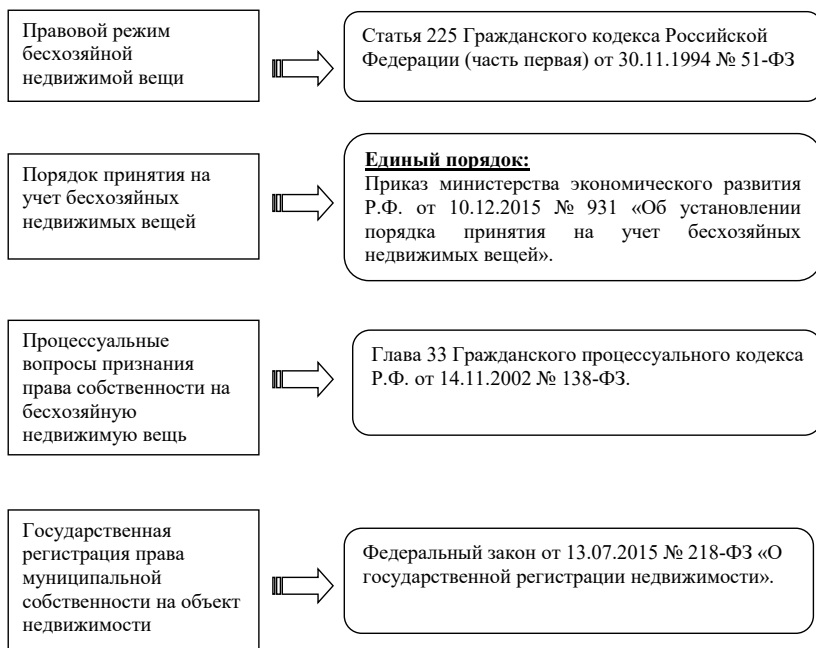 Правовой режим
бесхозяйной
недвижимой вещи
Статья 225 Гражданского кодекса Российской
Федерации (часть первая) от 30.11.1994 № 51-ФЗ
Порядок принятия на
учет бесхозяйных
недвижимых вещей
Единый порядок:
Приказ министерства экономического развития
Р.Ф. от 10.12.2015 № 931 «Об установлении
порядка принятия на учет бесхозяйных
недвижимых вещей».
Процессуальные
вопросы признания
права собственности на
бесхозяйную
недвижимую вещь
Глава 33 Гражданского процессуального кодекса
Р.Ф. от 14.11.2002 № 138-ФЗ.
Государственная
регистрация права
муниципальной
собственности на объект
недвижимости
Федеральный закон от 13.07.2015 № 218-ФЗ «О
государственной регистрации недвижимости».